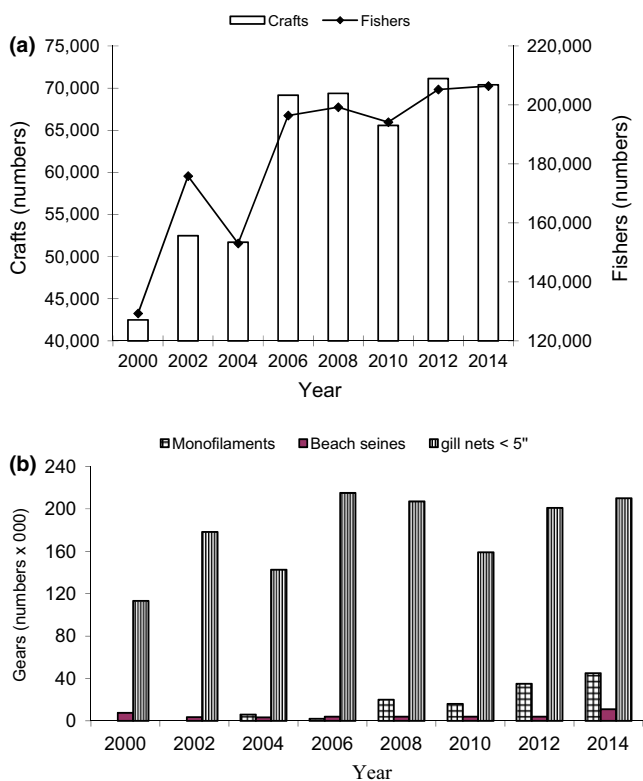 Crafts Fishers
(a)
75,000
70,000
65,000
60,000
55,000
50,000
45,000
40,000
Crafts (numbers)
220,000
200,000
180,000
160,000
140,000
120,000
Fishers (numbers)
2000 2002 2004 2006 2008 2010 2012 2014
Year
Monofilaments Beach seines gill nets < 5"
(b)
240
200
160
120
80
40
0
Gears (numbers x 000)
2000 2002 2004 2006 2008 2010 2012 2014
Year